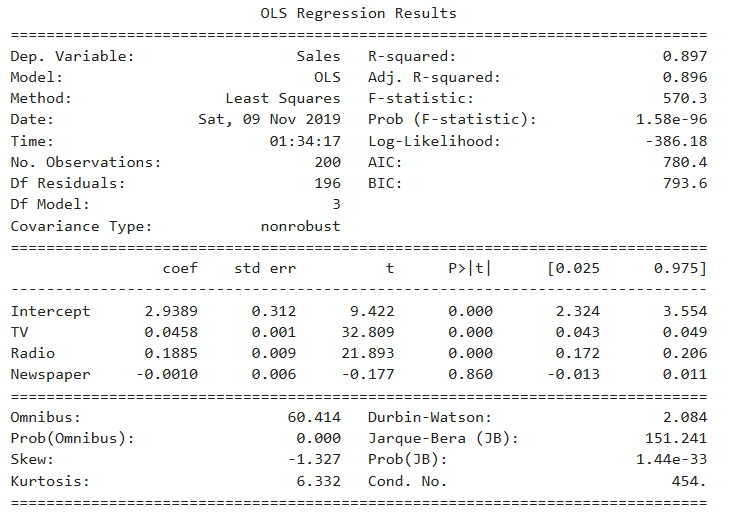 OLS Regression Results
==============================================================================
Dep. Variable:                  Sales   R-squared:                       0.897
Model:                            OLS   Adj. R-squared:                  0.896
Method:                 Least Squares   F-statistic:                     570.3
Date:                Sat, 09 Nov 2019   Prob (F-statistic):           1.58e-96
Time:                        01:34:17   Log-Likelihood:                -386.18
No. Observations:                 200   AIC:                             780.4
Df Residuals:                     196   BIC:                             793.6
Df Model:                           3
Covariance Type:            nonrobust
==============================================================================
                 coef    std err          t      P>|t|      [0.025      0.975]
------------------------------------------------------------------------------
Intercept      2.9389      0.312      9.422      0.000       2.324       3.554
TV             0.0458      0.001     32.809      0.000       0.043       0.049
Radio          0.1885      0.009     21.893      0.000       0.172       0.206
Newspaper     -0.0010      0.006     -0.177      0.860      -0.013       0.011
==============================================================================
Omnibus:                       60.414   Durbin-Watson:                   2.084
Prob(Omnibus):                  0.000   Jarque-Bera (JB):              151.241
Skew:                          -1.327   Prob(JB):                     1.44e-33
Kurtosis:                       6.332   Cond. No.                         454.
==============================================================================